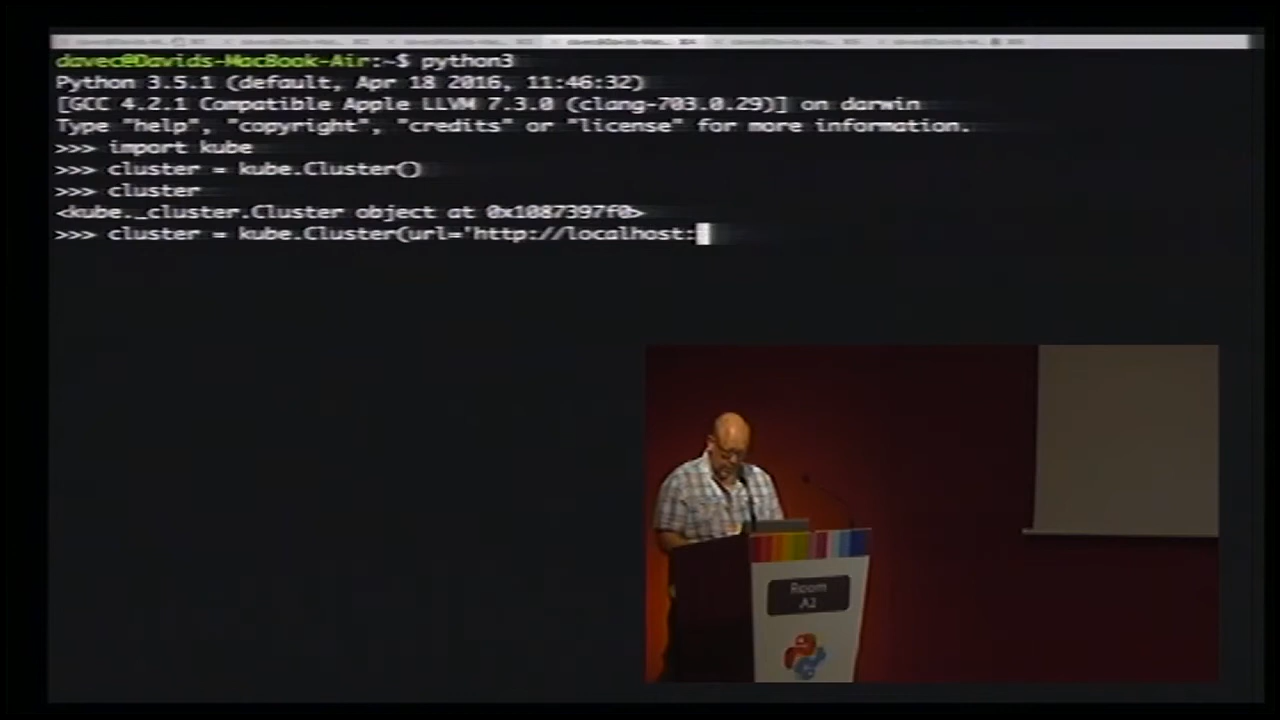 davec@Davids-MacBook-Air:~$ python3
Python 3.5.1 (default, Apr 18 2016, 11:46:32)
[GCC 4.2.1 Compatible Apple LLVM 7.3.0 (clang-703.0.29)] on darwin
Type "help", "copyright", "credits" or "license" for more information.
>>> import kube
>>> cluster = kube.Cluster()
>>> cluster
<kube._cluster.Cluster object at 0x1087397f0>
>>> cluster = kube.Cluster(url='http://localhost:
Room
A2